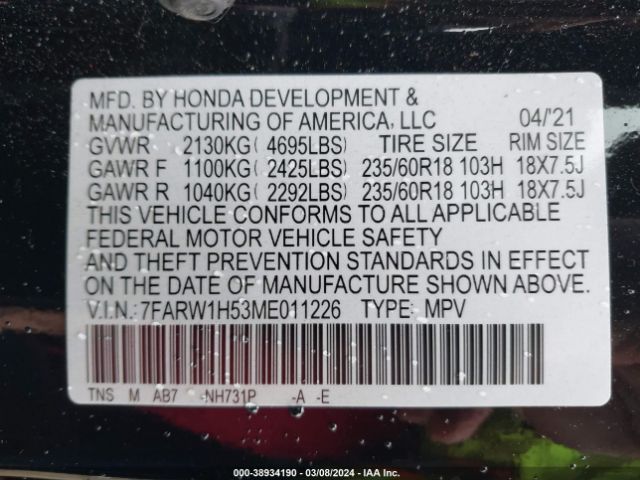 MFD. BY HONDA DEVELOPMENT &
MANUFACTURING OF AMERICA, LLC 04/'21
GVWR 2130KG( 4695LBS) TIRE SIZE RIM SIZE
GAWR F 1100KG( 2425LBS) 235/60R18 103H 18X7.5J
GAWR R 1040KG( 2292LBS) 235/60R18 103H 18X7.5J
THIS VEHICLE CONFORMS TO ALL APPLICABLE
FEDERAL MOTOR VEHICLE SAFETY
AND THEFT PREVENTION STANDARDS IN EFFECT
ON THE DATE OF MANUFACTURE SHOWN ABOVE.
V.I.N.:7FARW1H53ME011226 TYPE: MPV
TNS M AB7 -NH731P -A -E
000-38934190 — 03/08/2024 — IAA Inc.